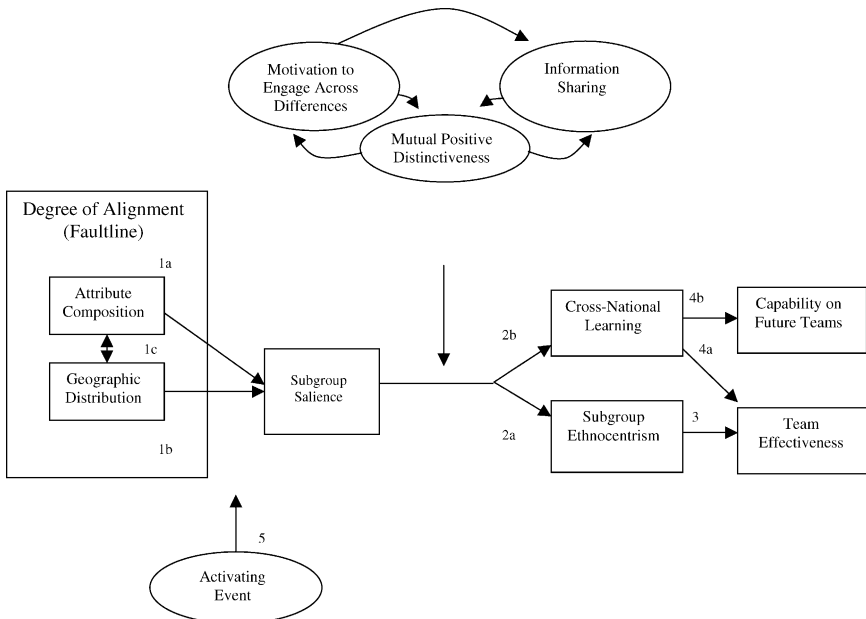 Motivation to
Engage Across
Differences
Information
Sharing
Mutual Positive
Distinctiveness
Degree of Alignment
(Faultline)
1a
Attribute
Composition
1c
Geographic
Distribution
1b
Subgroup
Salience
2b
2a
Cross-National
Learning
4b
4a
Capability on
Future Teams
Subgroup
Ethnocentrism
3
Team
Effectiveness
5
Activating
Event